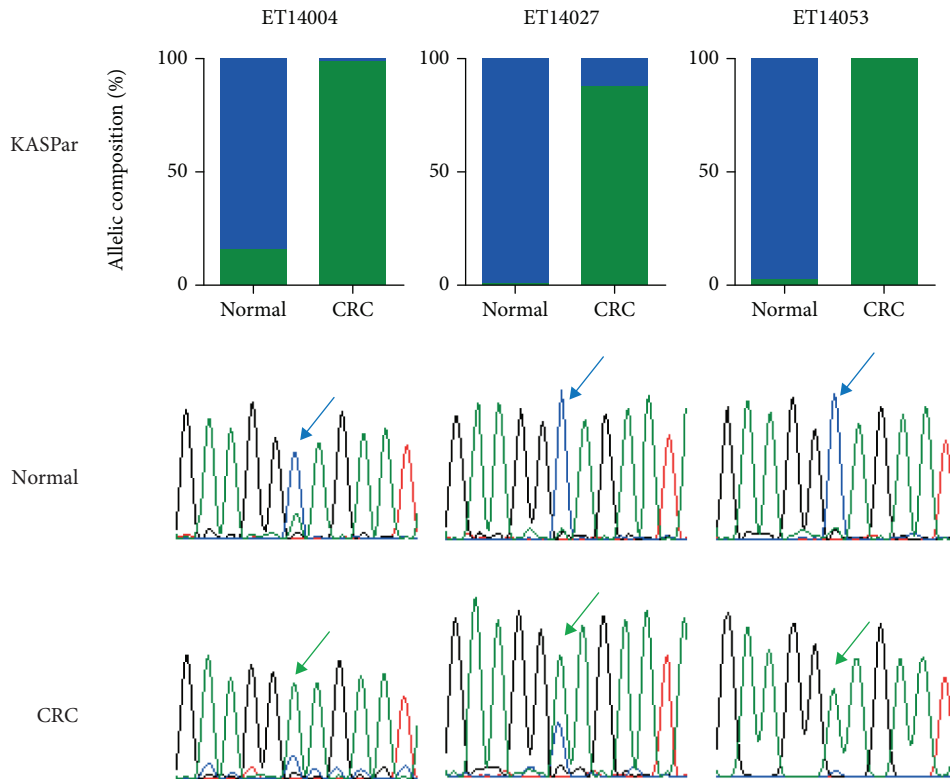 ET14004
ET14027
ET14053
KASPar
Allelic composition (%)
100
50
0
Normal
CRC
100
50
0
Normal
CRC
100
50
0
Normal
CRC
Normal
CRC